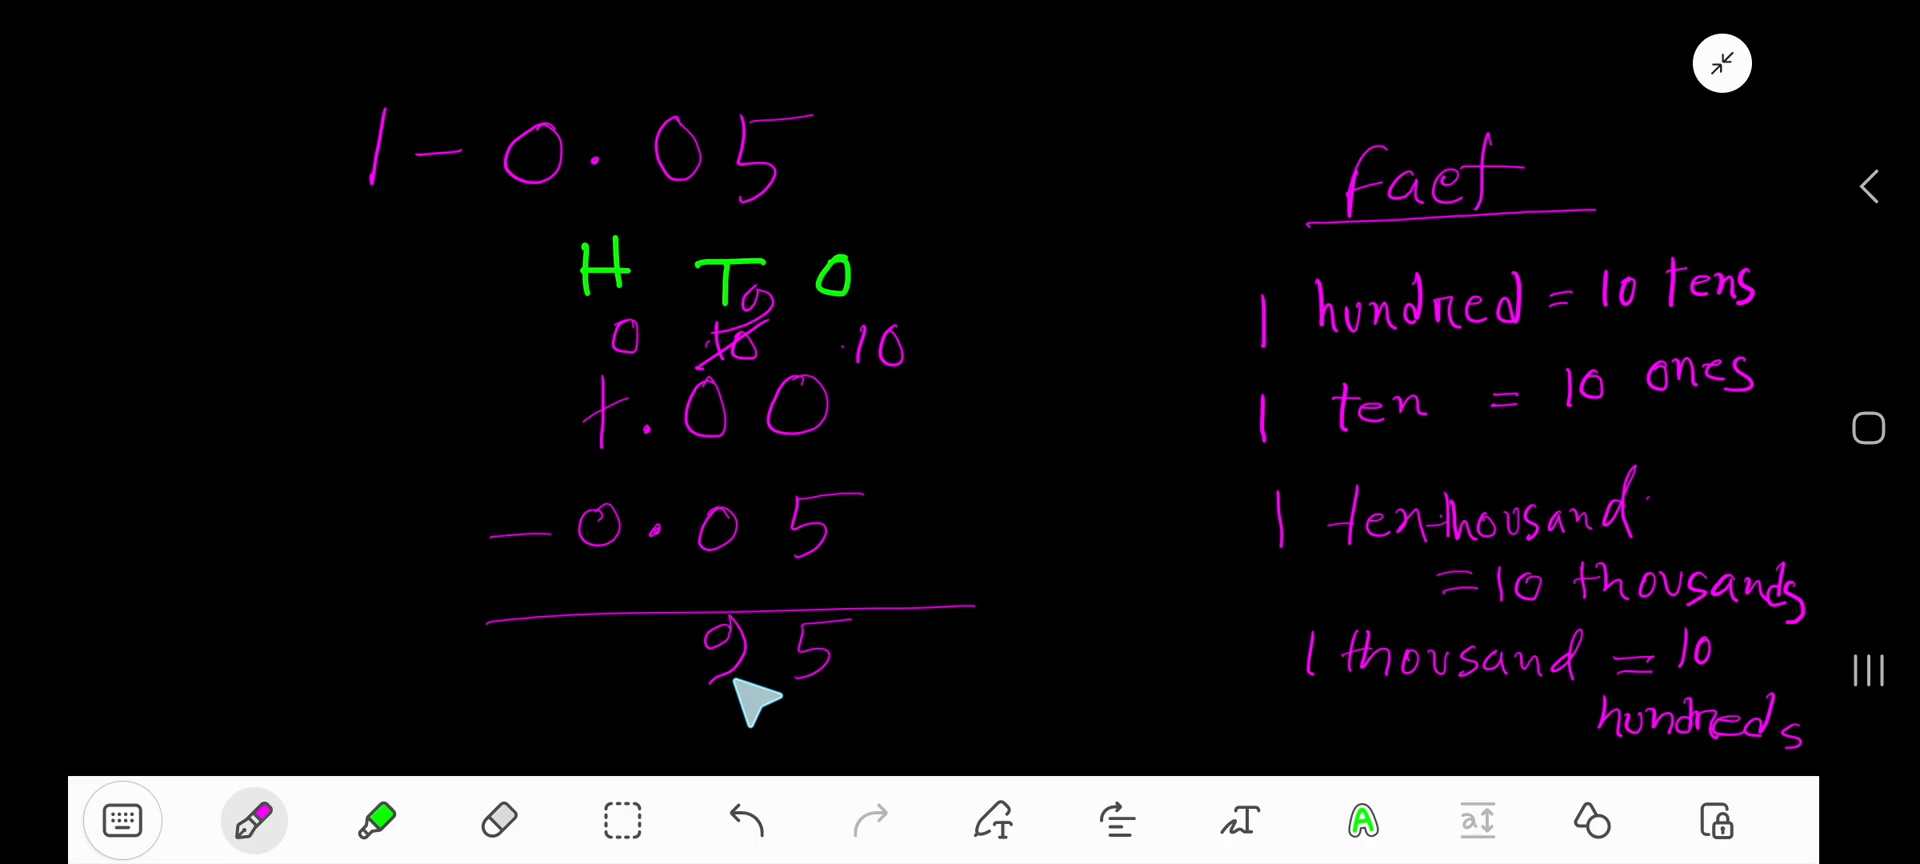 1 - 0.05
H T O
9
0 10 10
1.00
- 0.05
95
fact
1 hundred = 10 tens
1 ten = 10 ones
1 ten-thousand
= 10 thousands
1 thousand = 10
hundreds